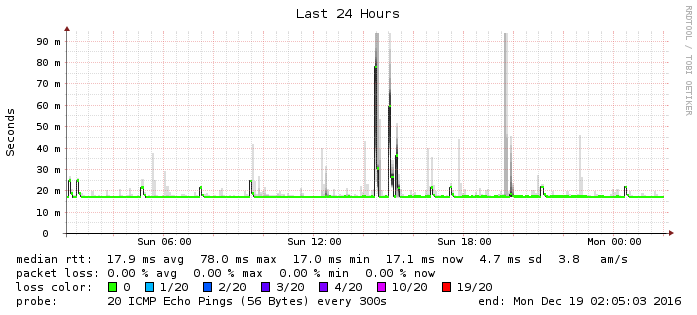 Last 24 Hours
RRDTOOL / TOBI OETIKER
Seconds
90 m
80 m
70 m
60 m
50 m
40 m
30 m
20 m
10 m
0
Sun 06:00 Sun 12:00 Sun 18:00 Mon 00:00
median rtt: 17.9 ms avg 78.0 ms max 17.0 ms min 17.1 ms now 4.7 ms sd 3.8 am/s
packet loss: 0.00 % avg 0.00 % max 0.00 % min 0.00 % now
loss color: 0 1/20 2/20 3/20 4/20 10/20 19/20
probe: 20 ICMP Echo Pings (56 Bytes) every 300s end: Mon Dec 19 02:05:03 2016